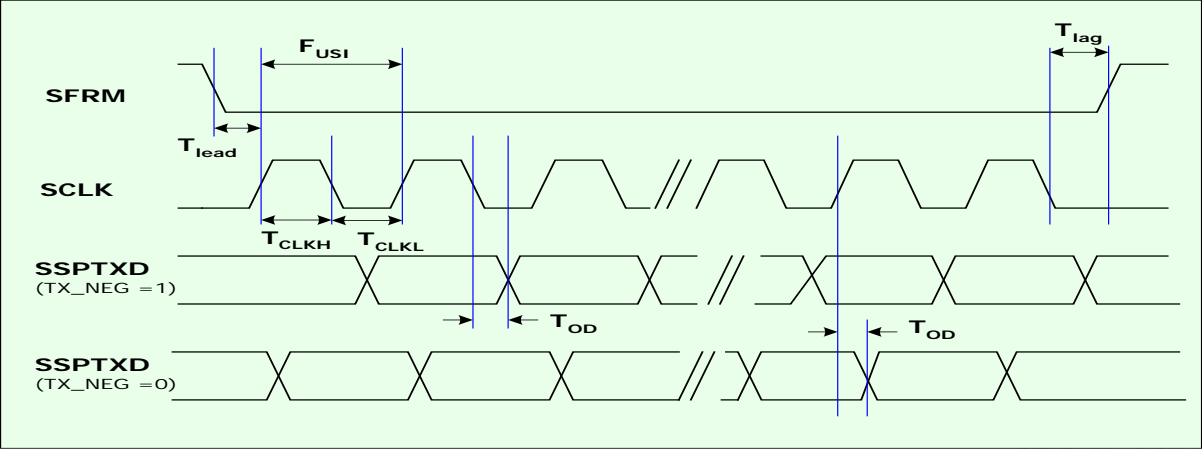 T_lag
F_USI
SFRM
T_lead
SCLK
T_CLKH
T_CLKL
SSPTXD
(TX_NEG =1)
T_OD
T_OD
SSPTXD
(TX_NEG =0)